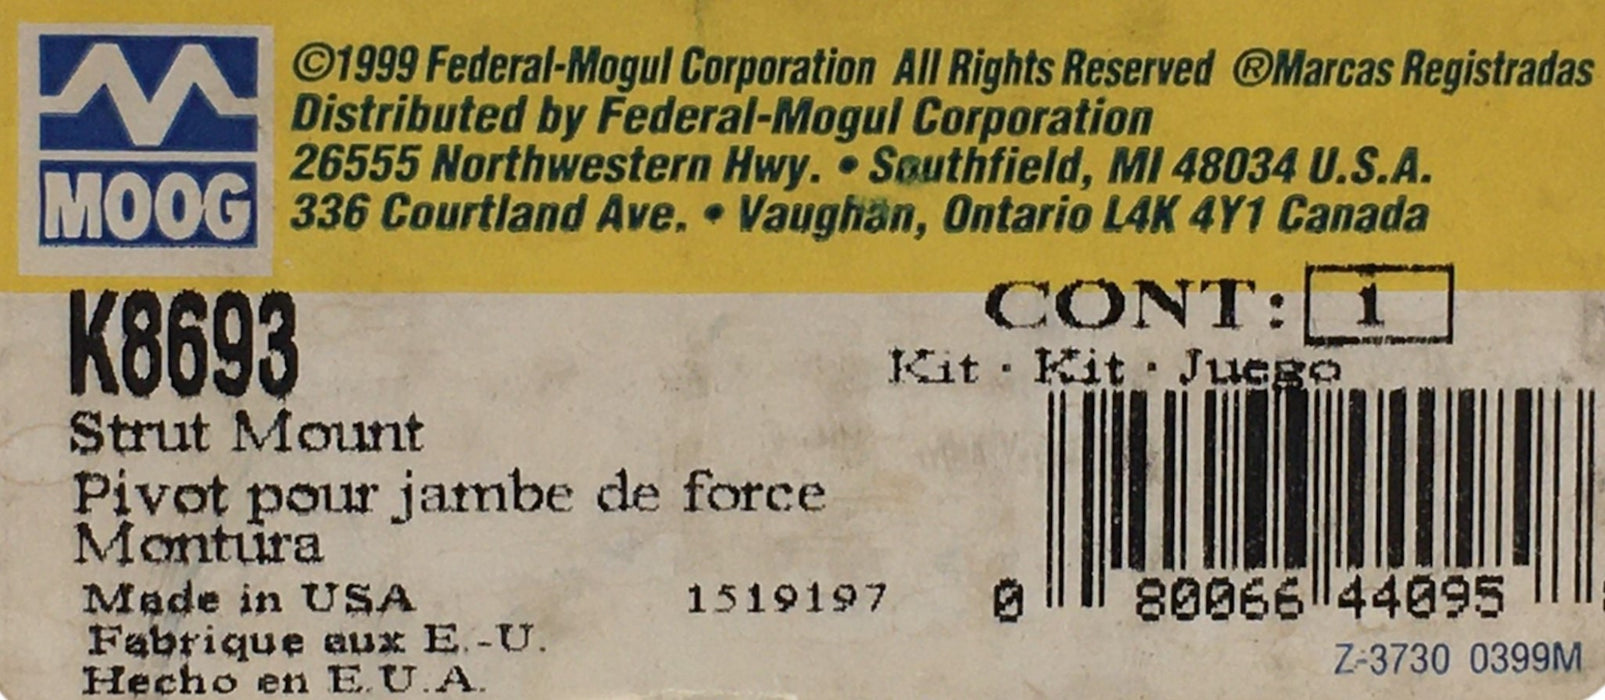 ©1999 Federal-Mogul Corporation All Rights Reserved ®Marcas Registradas
Distributed by Federal-Mogul Corporation
26555 Northwestern Hwy. • Southfield, MI 48034 U.S.A.
336 Courtland Ave. • Vaughan, Ontario L4K 4Y1 Canada
MOOG
K8693
CONT: 1
Kit · Kit · Juego
Strut Mount
Pivot pour jambe de force
Montura
Made in USA
1519197
Fabrique aux E.-U.
Hecho en E.U.A.
0 80066 44095
Z-3730 0399M